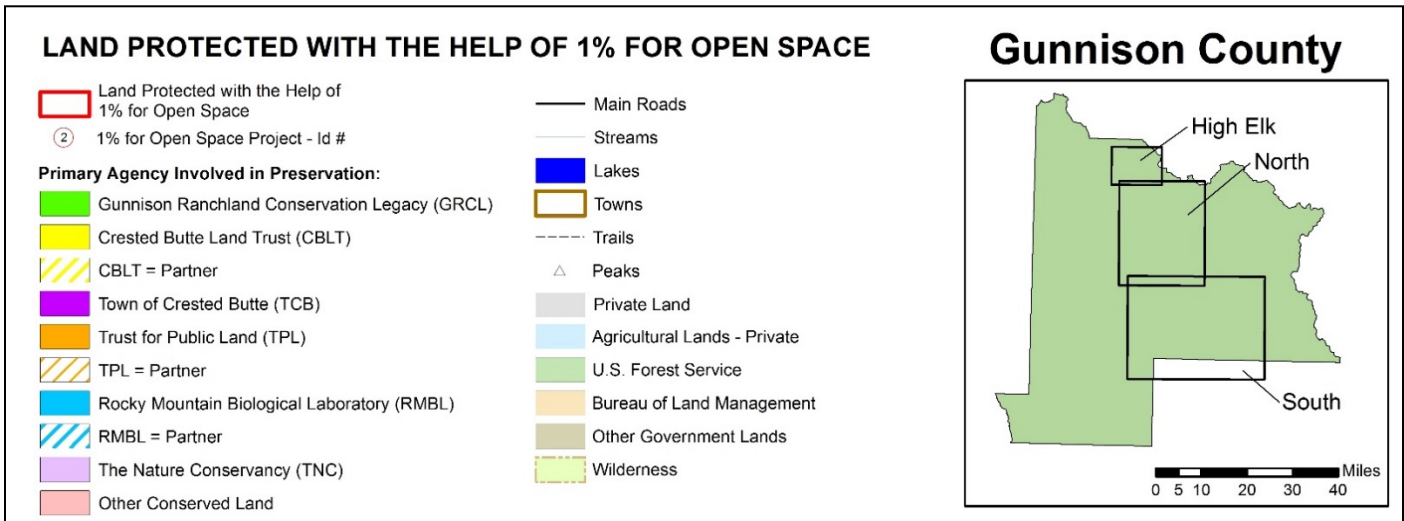 LAND PROTECTED WITH THE HELP OF 1% FOR OPEN SPACE
Land Protected with the Help of
1% for Open Space
2 1% for Open Space Project - Id #
Primary Agency Involved in Preservation:
Gunnison Ranchland Conservation Legacy (GRCL)
Crested Butte Land Trust (CBLT)
CBLT = Partner
Town of Crested Butte (TCB)
Trust for Public Land (TPL)
TPL = Partner
Rocky Mountain Biological Laboratory (RMBL)
RMBL = Partner
The Nature Conservancy (TNC)
Other Conserved Land
Main Roads
Streams
Lakes
Towns
Trails
Peaks
Private Land
Agricultural Lands - Private
U.S. Forest Service
Bureau of Land Management
Other Government Lands
Wilderness
Gunnison County
High Elk
North
South
Miles
0 5 10 20 30 40